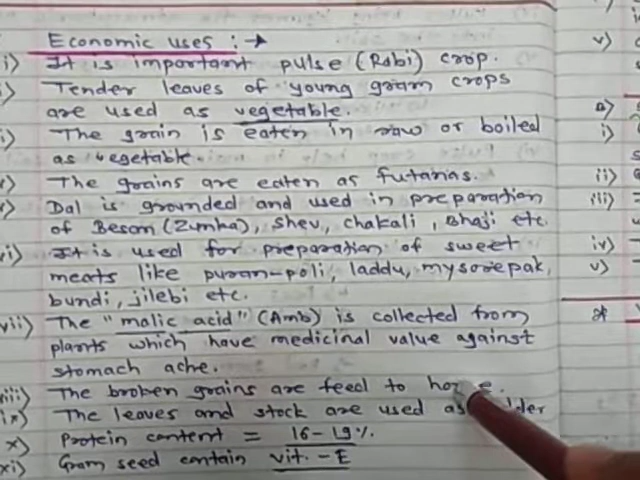 Economic uses :→
i) It is important pulse (Rabi) crop.
Tender leaves of young gram crops
are used as vegetable.
The grain is eaten in raw or boiled
as vegetable.
The grains are eaten as futanas.
Dal is grounded and used in preparation
of Besom (Zunka), Shev, chakali, Bhaji etc
vi) It is used for preparation of sweet
meats like puran-poli, laddu, mysorepak,
bundi, jilebi etc.
vii) The "malic acid" (Amb) is collected from
plants which have medicinal value against
stomach ache.
viii) The broken grains are feed to
ix) The leaves and stock are used as
x) Protein content = 16-19%.
xi) Gram seed contain vit. - E
v)
i)
ii)
iii)
iv)
v)
*